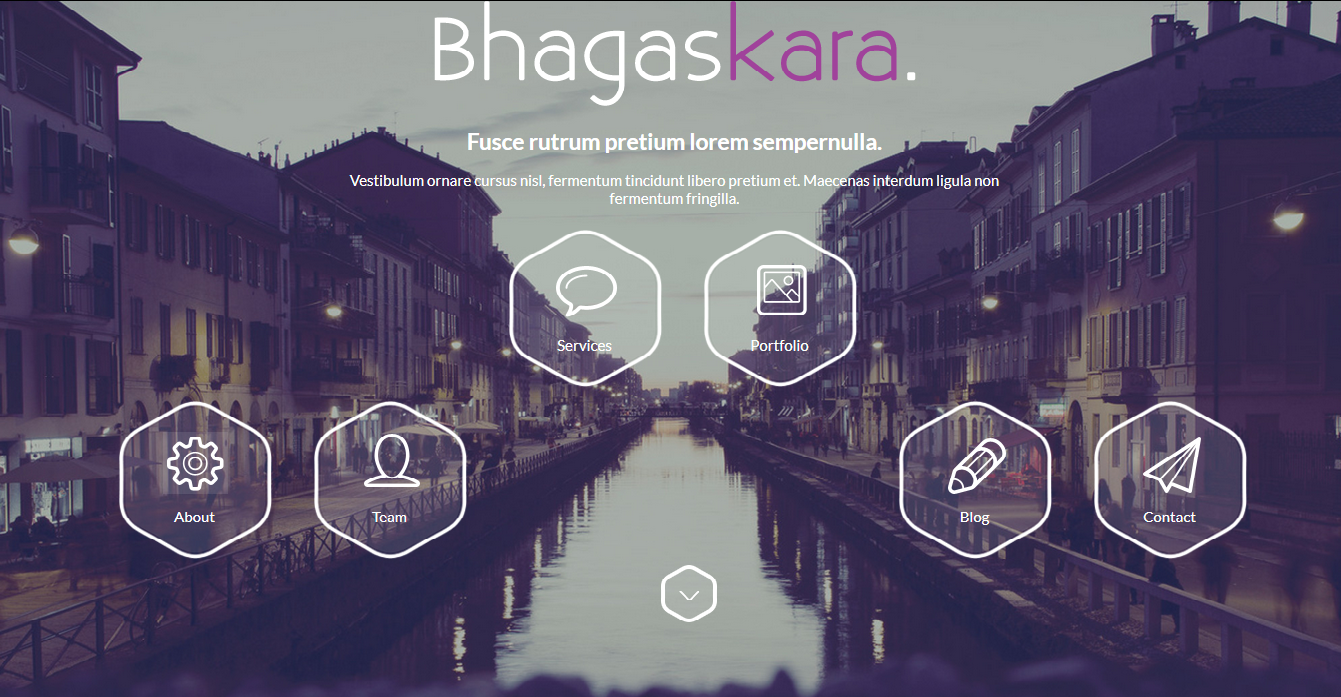 Bhagaskara.
Fusce rutrum pretium lorem sempernulla.
Vestibulum ornare cursus nisl, fermentum tincidunt libero pretium et. Maecenas interdum ligula non
fermentum fringilla.
Services
Portfolio
About
Team
Blog
Contact